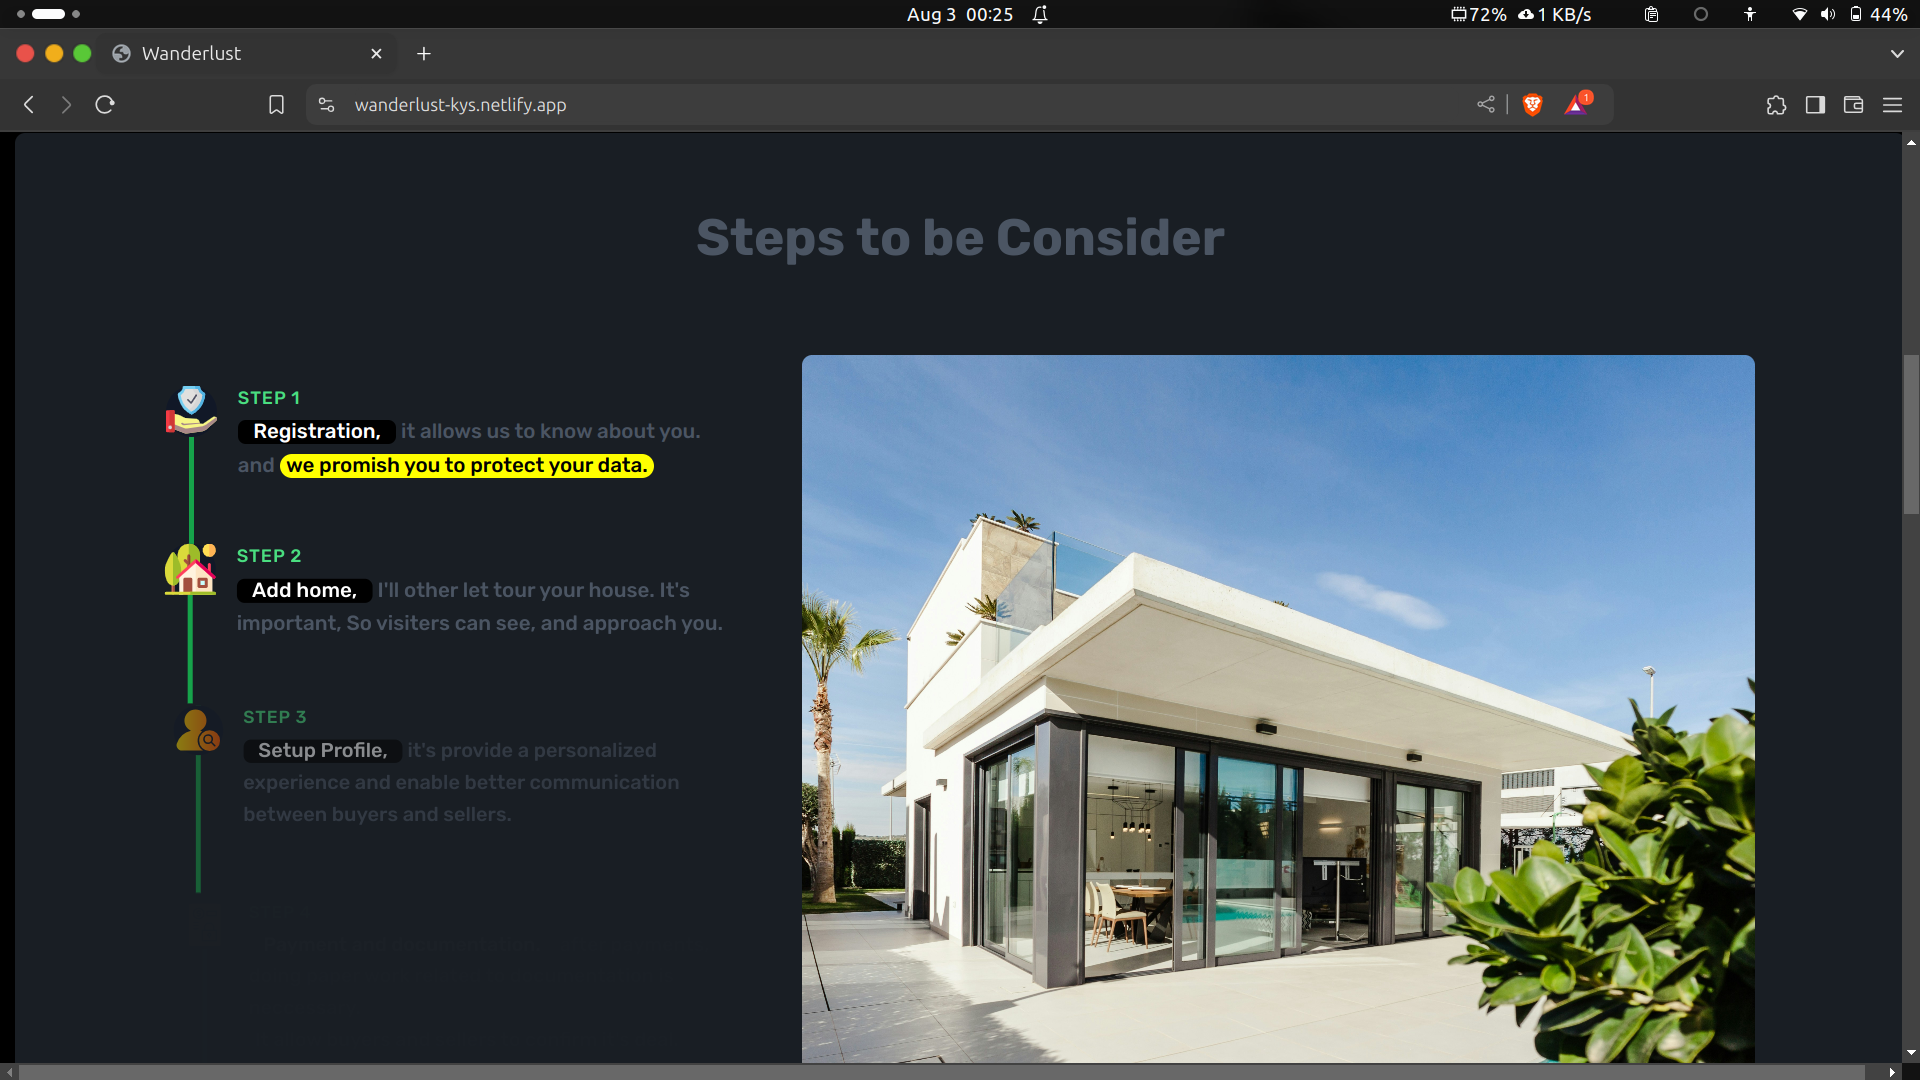 Aug 3 00:25
72% 1 KB/s 44%
Wanderlust
wanderlust-kys.netlify.app
1
Steps to be Consider
STEP 1
Registration, it allows us to know about you.
and we promish you to protect your data.
STEP 2
Add home, I'll other let tour your house. It's
important, So visiters can see, and approach you.
STEP 3
Setup Profile, it's provide a personalized
experience and enable better communication
between buyers and sellers.